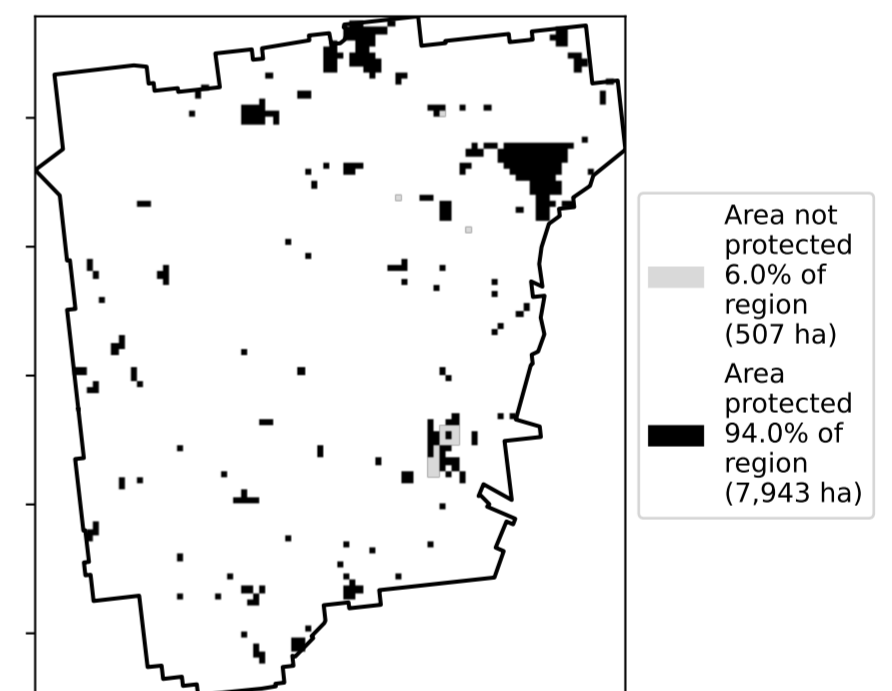 Area not
protected
6.0% of
region
(507 ha)
Area
protected
94.0% of
region
(7,943 ha)